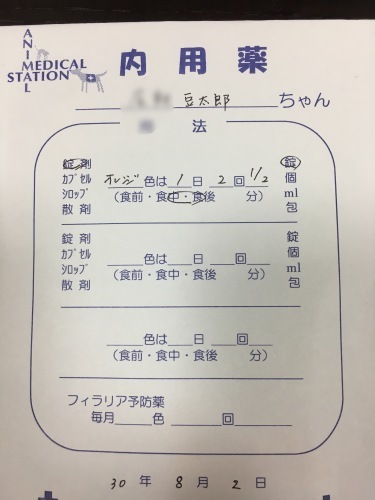 ANIMAL
MEDICAL
STATION
内用薬
豆太郎 ちゃん
法
錠剤 錠
カプセル オレンジ 色は 1 日 2 回 1/2 個
シロップ (食前・食中・食後 分) ml
散剤 包
錠剤 錠
カプセル 色は 日 回 個
シロップ (食前・食中・食後 分) ml
散剤 包
色は 日 回
(食前・食中・食後 分)
フィラリア予防薬
毎月 色 回
30 年 8 月 2 日